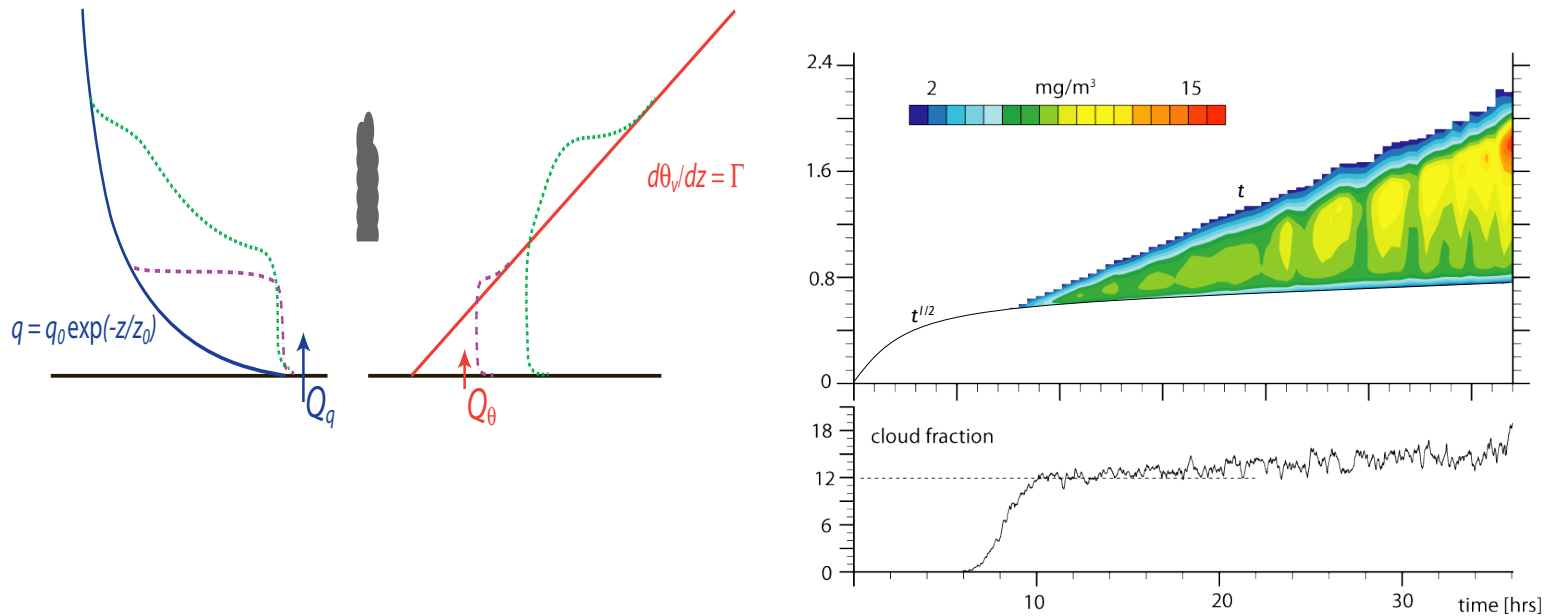 q = q₀ exp(-z/z₀)
Q_q
dθᵥ/dz = Γ
Q_θ
2 mg/m³ 15
2.4
1.6
0.8
0
t
t^{1/2}
cloud fraction
18
12
6
0
10 20 30 time [hrs]